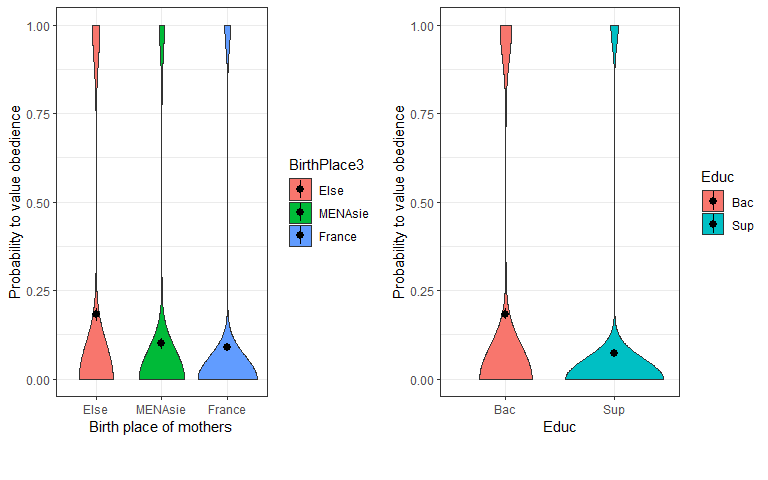 Probability to value obedience
1.00
0.75
0.50
0.25
0.00
Else
MENAsie
France
Birth place of mothers
BirthPlace3
Else
MENAsie
France
Probability to value obedience
1.00
0.75
0.50
0.25
0.00
Bac
Sup
Educ
Educ
Bac
Sup